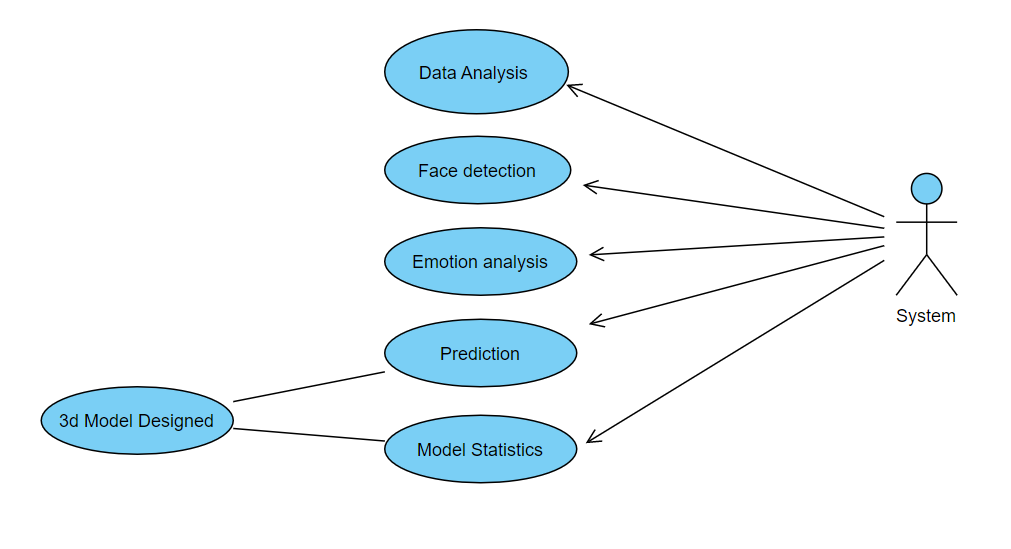 Data Analysis
Face detection
Emotion analysis
System
Prediction
3d Model Designed
Model Statistics